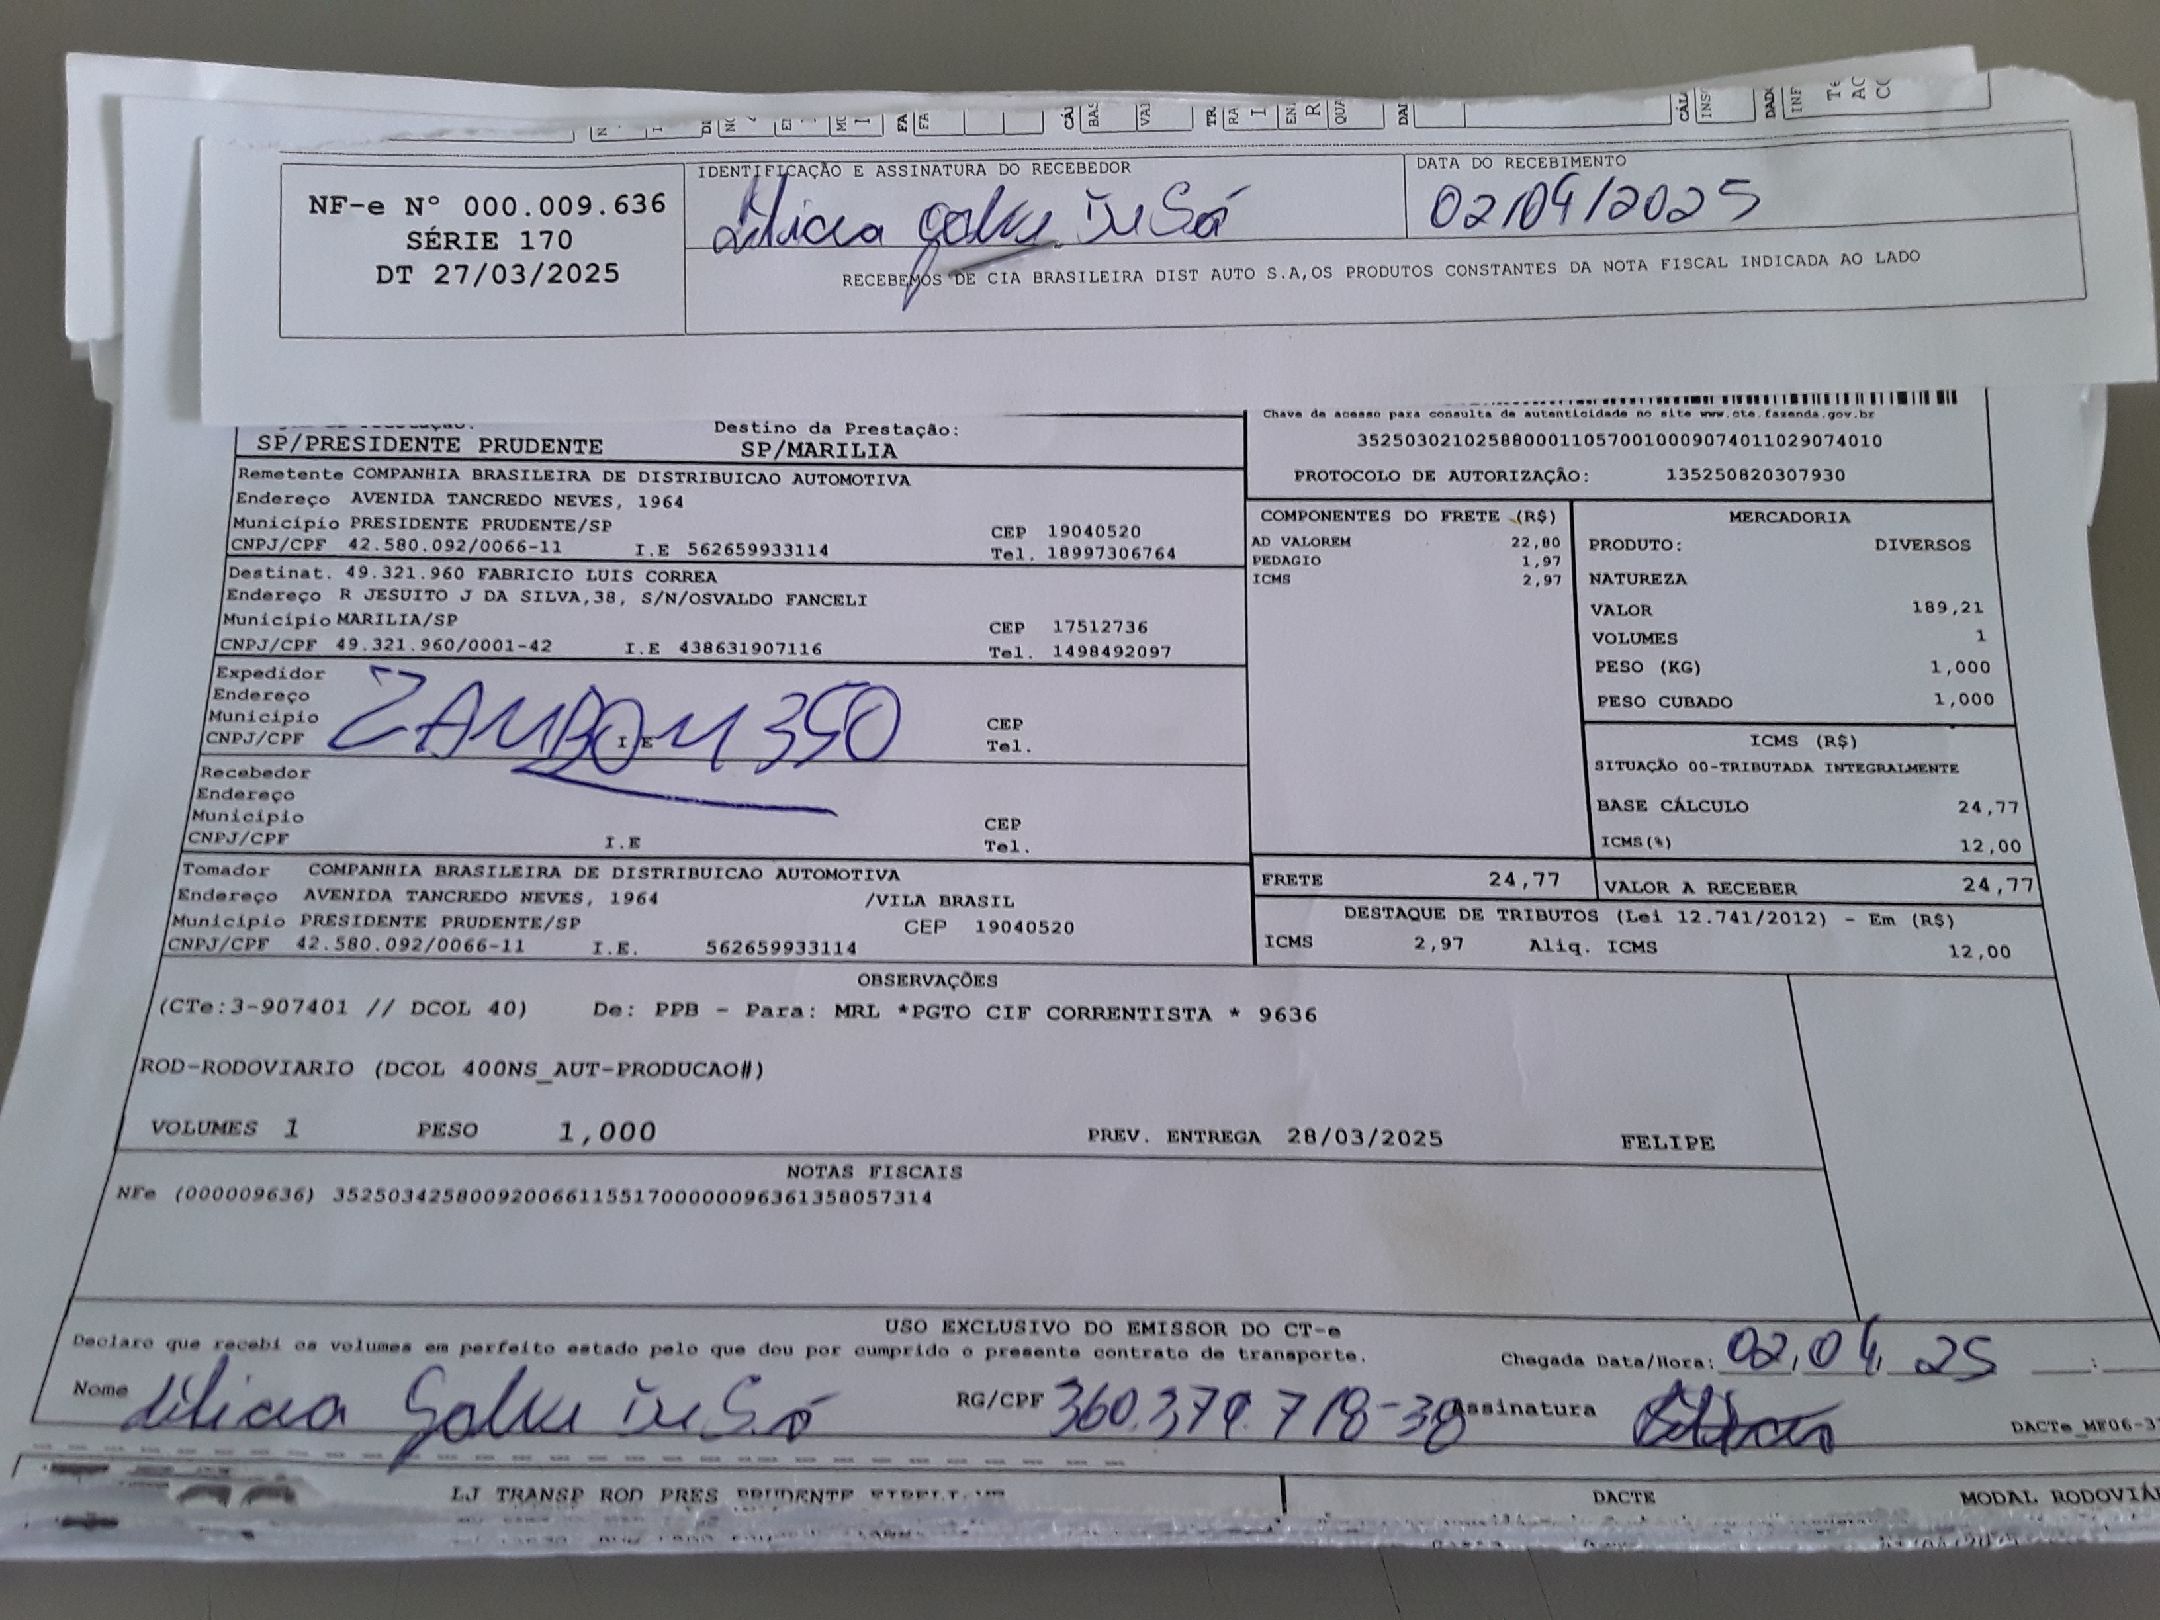 IDENTIFICAÇÃO E ASSINATURA DO RECEBEDOR
DATA DO RECEBIMENTO
NF-e Nº 000.009.636
SÉRIE 170
DT 27/03/2025
02/04/2025
RECEBEMOS DE CIA BRASILEIRA DIST AUTO S.A,OS PRODUTOS CONSTANTES DA NOTA FISCAL INDICADA AO LADO
Destino da Prestação:
SP/PRESIDENTE PRUDENTE SP/MARILIA
Chave de acesso para consulta de autenticidade no site www.cte.fazenda.gov.br
35250302102588000110570010009074011029074010
PROTOCOLO DE AUTORIZAÇÃO: 135250820307930
Remetente COMPANHIA BRASILEIRA DE DISTRIBUICAO AUTOMOTIVA
Endereço AVENIDA TANCREDO NEVES, 1964
Município PRESIDENTE PRUDENTE/SP CEP 19040520
CNPJ/CPF 42.580.092/0066-11 I.E 562659933114 Tel. 18997306764
Destinat. 49.321.960 FABRICIO LUIS CORREA
Endereço R JESUITO J DA SILVA,38, S/N/OSVALDO FANCELI
Município MARILIA/SP CEP 17512736
CNPJ/CPF 49.321.960/0001-42 I.E 438631907116 Tel. 1498492097
Expedidor
Endereço
Município CEP
CNPJ/CPF I.E Tel.
ZAMBOM 350
Recebedor
Endereço
Município CEP
CNPJ/CPF I.E Tel.
Tomador COMPANHIA BRASILEIRA DE DISTRIBUICAO AUTOMOTIVA
Endereço AVENIDA TANCREDO NEVES, 1964 /VILA BRASIL
Município PRESIDENTE PRUDENTE/SP CEP 19040520
CNPJ/CPF 42.580.092/0066-11 I.E. 562659933114
COMPONENTES DO FRETE (R$)
AD VALOREM 22,80
PEDAGIO 1,97
ICMS 2,97
MERCADORIA
PRODUTO: DIVERSOS
NATUREZA
VALOR 189,21
VOLUMES 1
PESO (KG) 1,000
PESO CUBADO 1,000
ICMS (R$)
SITUAÇÃO 00-TRIBUTADA INTEGRALMENTE
BASE CÁLCULO 24,77
ICMS(%) 12,00
FRETE 24,77 VALOR A RECEBER 24,77
DESTAQUE DE TRIBUTOS (Lei 12.741/2012) - Em (R$)
ICMS 2,97 Aliq. ICMS 12,00
OBSERVAÇÕES
(CTe:3-907401 // DCOL 40) De: PPB - Para: MRL *PGTO CIF CORRENTISTA * 9636
ROD-RODOVIARIO (DCOL 400NS_AUT-PRODUCAO#)
VOLUMES 1 PESO 1,000 PREV. ENTREGA 28/03/2025 FELIPE
NOTAS FISCAIS
NFe (000009636) 35250342580092006611551700000096361358057314
USO EXCLUSIVO DO EMISSOR DO CT-e
Declaro que recebi os volumes em perfeito estado pelo que dou por cumprido o presente contrato de transporte.
Chegada Data/Hora: 02,04, 25 :
Nome RG/CPF 360.379.718-38 Assinatura
DACTe_MF06-3
LJ TRANSP ROD PRES PRUDENTE DACTE MODAL RODOVIÁ